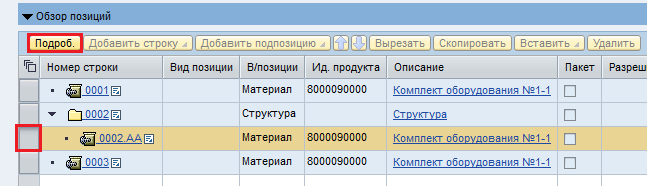 Обзор позиций
Подроб. Добавить строку Добавить подпозицию Вырезать Скопировать Вставить Удалить
Номер строки Вид позиции В/позиции Ид. продукта Описание Пакет Разреш
0001 Материал 8000090000 Комплект оборудования №1-1
0002 Структура Структура
0002.AA Материал 8000090000 Комплект оборудования №1-1
0003 Материал 8000090000 Комплект оборудования №1-1